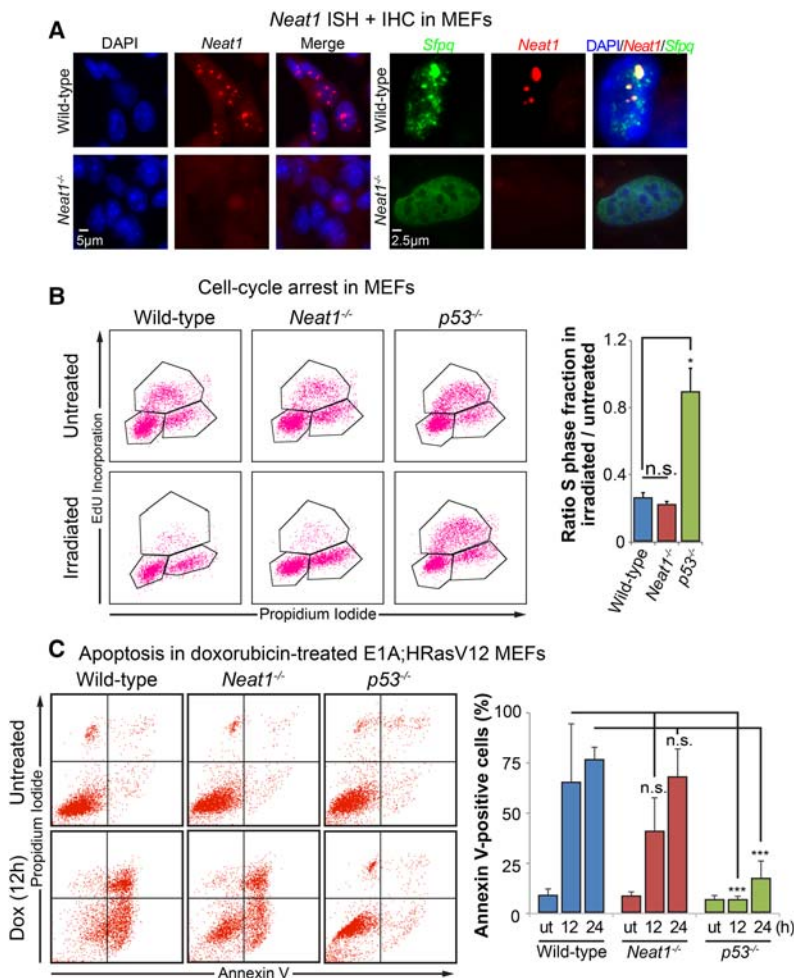 Neat1 ISH + IHC in MEFs
A
DAPI Neat1 Merge Sfpq Neat1 DAPI/Neat1/Sfpq
Wild-type
Wild-type
Neat1-/-
Neat1-/-
5µm
2.5µm
B
Cell-cycle arrest in MEFs
Wild-type Neat1-/- p53-/-
Untreated
Irradiated
EdU Incorporation
Propidium Iodide
Ratio S phase fraction in
irradiated / untreated
1.2
0.8
0.4
0
n.s.
*
Wild-type
Neat1-/-
p53-/-
C Apoptosis in doxorubicin-treated E1A;HRasV12 MEFs
Wild-type Neat1-/- p53-/-
Untreated
Dox (12h)
Propidium Iodide
Annexin V
Annexin V-positive cells (%)
100
75
50
25
0
n.s.
n.s.
***
***
ut 12 24 ut 12 24 ut 12 24 (h)
Wild-type Neat1-/- p53-/-